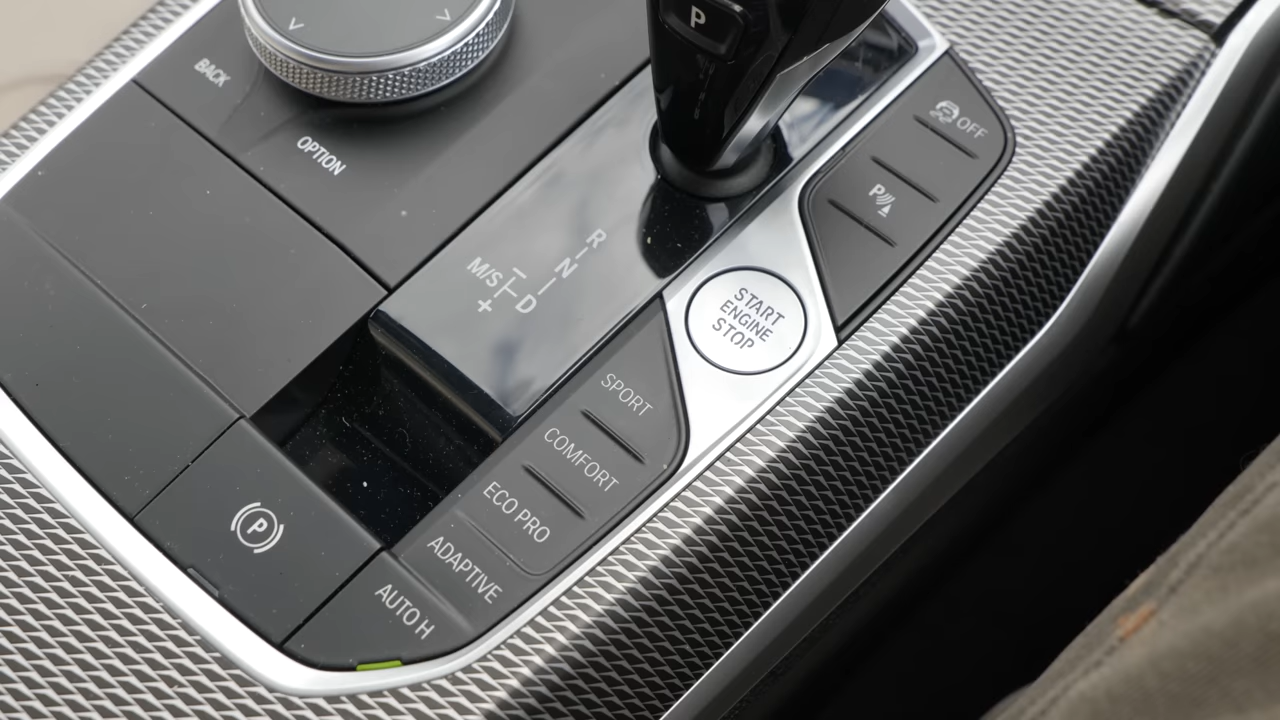 P
BACK
OPTION
OFF
P
R
N
M/S
D
−
+
START
ENGINE
STOP
SPORT
COMFORT
ECO PRO
ADAPTIVE
AUTO H
P